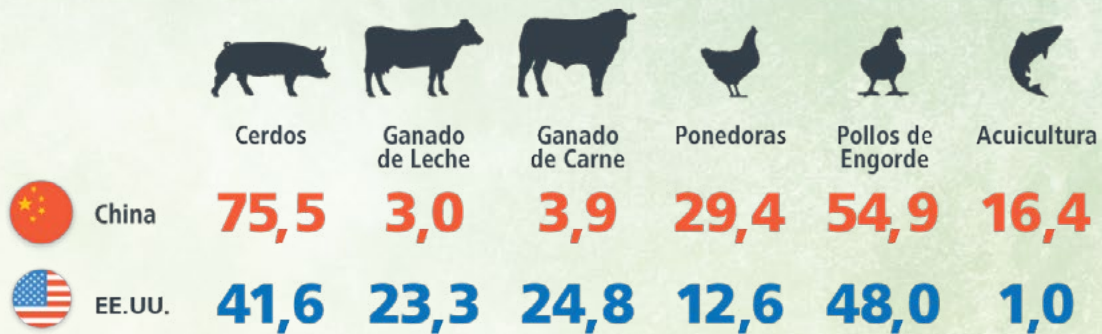 Cerdos
Ganado
de Leche
Ganado
de Carne
Ponedoras
Pollos de
Engorde
Acuicultura
China 75,5 3,0 3,9 29,4 54,9 16,4
EE.UU. 41,6 23,3 24,8 12,6 48,0 1,0